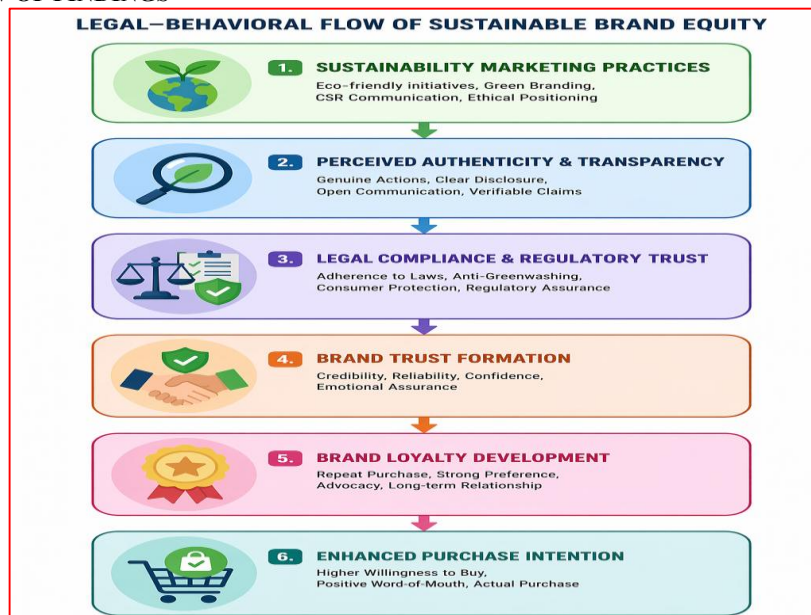 OF FINDINGS
LEGAL–BEHAVIORAL FLOW OF SUSTAINABLE BRAND EQUITY
1. SUSTAINABILITY MARKETING PRACTICES
Eco-friendly initiatives, Green Branding,
CSR Communication, Ethical Positioning
2. PERCEIVED AUTHENTICITY & TRANSPARENCY
Genuine Actions, Clear Disclosure,
Open Communication, Verifiable Claims
3. LEGAL COMPLIANCE & REGULATORY TRUST
Adherence to Laws, Anti-Greenwashing,
Consumer Protection, Regulatory Assurance
4. BRAND TRUST FORMATION
Credibility, Reliability, Confidence,
Emotional Assurance
5. BRAND LOYALTY DEVELOPMENT
Repeat Purchase, Strong Preference,
Advocacy, Long-term Relationship
6. ENHANCED PURCHASE INTENTION
Higher Willingness to Buy,
Positive Word-of-Mouth, Actual Purchase